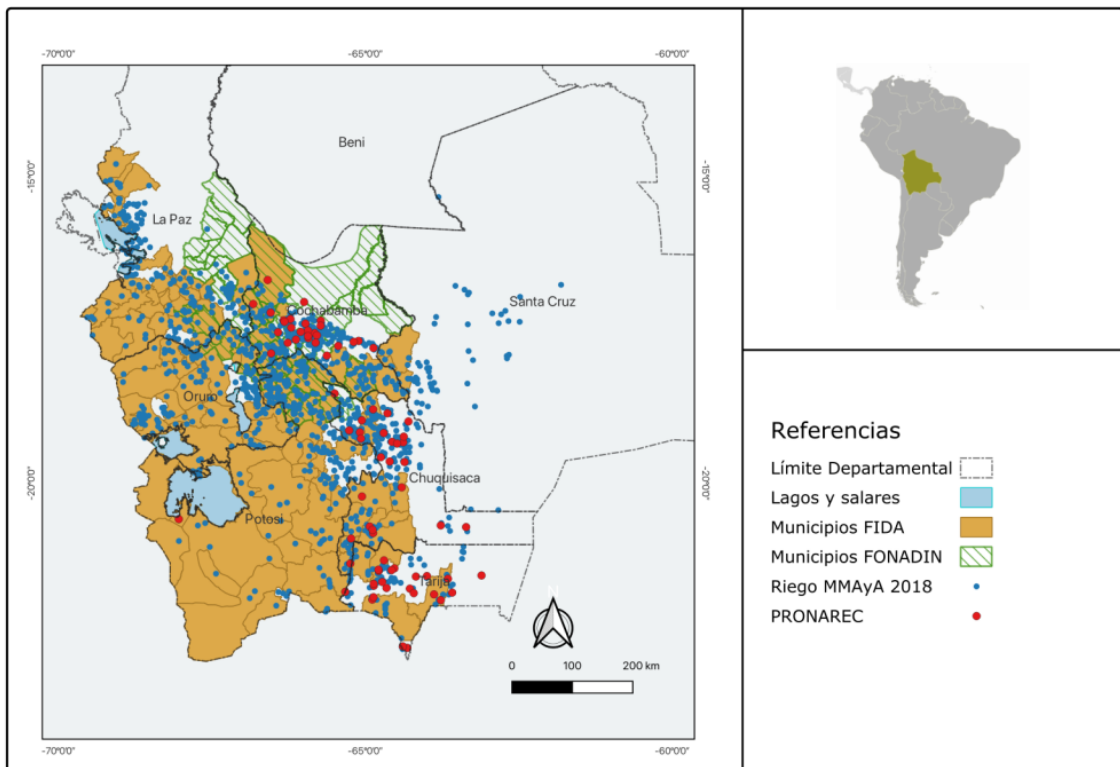 -70°0'0"
-65°0'0"
-60°0'0"
-15°0'0"
-15°0'0"
Beni
La Paz
Santa Cruz
Cochabamba
Oruro
-20°0'0"
-20°0'0"
Chuquisaca
Potosí
Tarija
0 100 200 km
-70°0'0"
-65°0'0"
-60°0'0"
Referencias
Límite Departamental
Lagos y salares
Municipios FIDA
Municipios FONADIN
Riego MMAyA 2018
PRONAREC